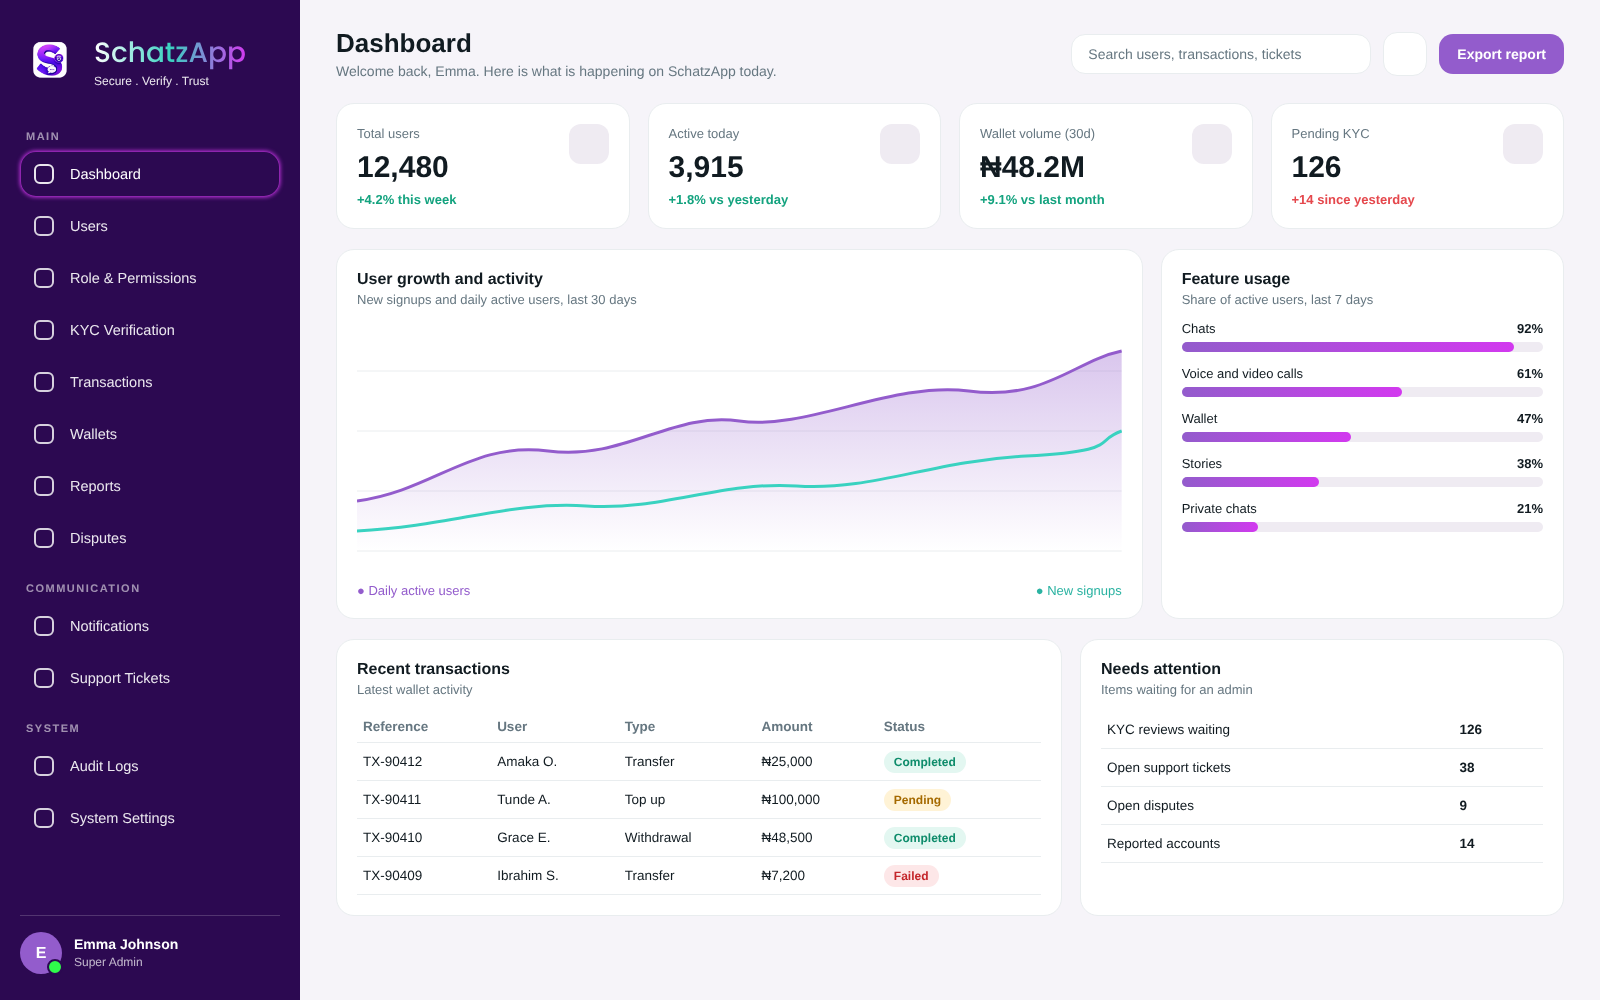 SchatzApp
Secure . Verify . Trust
MAIN
Dashboard
Users
Role & Permissions
KYC Verification
Transactions
Wallets
Reports
Disputes
COMMUNICATION
Notifications
Support Tickets
SYSTEM
Audit Logs
System Settings
E
Emma Johnson
Super Admin
Dashboard
Welcome back, Emma. Here is what is happening on SchatzApp today.
Search users, transactions, tickets
Export report
Total users
12,480
+4.2% this week
Active today
3,915
+1.8% vs yesterday
Wallet volume (30d)
₦48.2M
+9.1% vs last month
Pending KYC
126
+14 since yesterday
User growth and activity
New signups and daily active users, last 30 days
● Daily active users
● New signups
Feature usage
Share of active users, last 7 days
Chats 92%
Voice and video calls 61%
Wallet 47%
Stories 38%
Private chats 21%
Recent transactions
Latest wallet activity
Reference User Type Amount Status
TX-90412 Amaka O. Transfer ₦25,000 Completed
TX-90411 Tunde A. Top up ₦100,000 Pending
TX-90410 Grace E. Withdrawal ₦48,500 Completed
TX-90409 Ibrahim S. Transfer ₦7,200 Failed
Needs attention
Items waiting for an admin
KYC reviews waiting 126
Open support tickets 38
Open disputes 9
Reported accounts 14